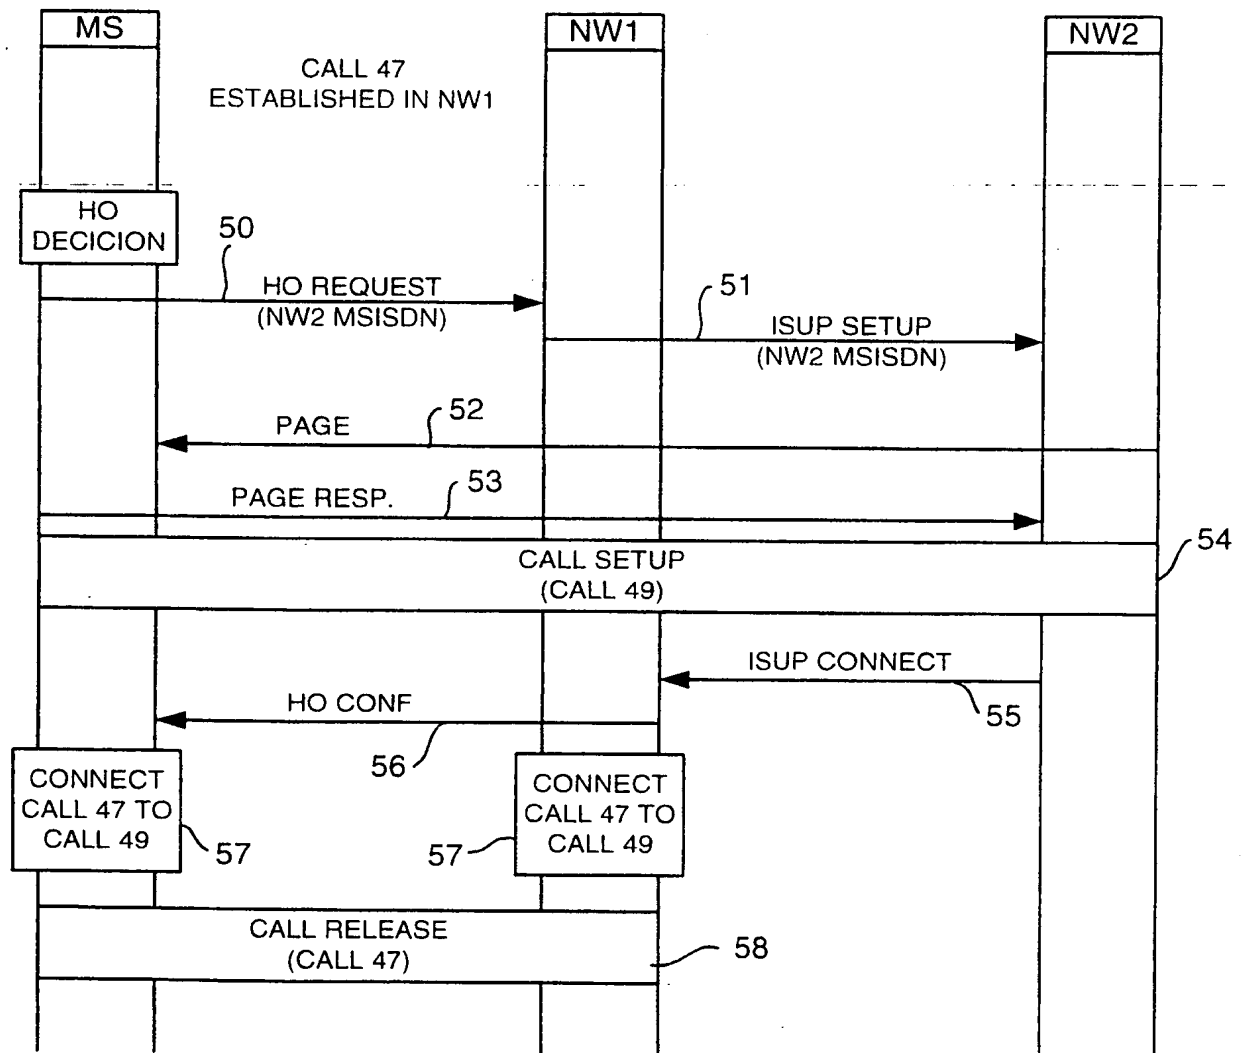 MS
NW1
NW2
CALL 47
ESTABLISHED IN NW1
HO
DECICION
50
HO REQUEST
(NW2 MSISDN)
51
ISUP SETUP
(NW2 MSISDN)
52
PAGE
53
PAGE RESP.
54
CALL SETUP
(CALL 49)
ISUP CONNECT
55
HO CONF
56
CONNECT
CALL 47 TO
CALL 49
57
CONNECT
CALL 47 TO
CALL 49
57
CALL RELEASE
(CALL 47)
58